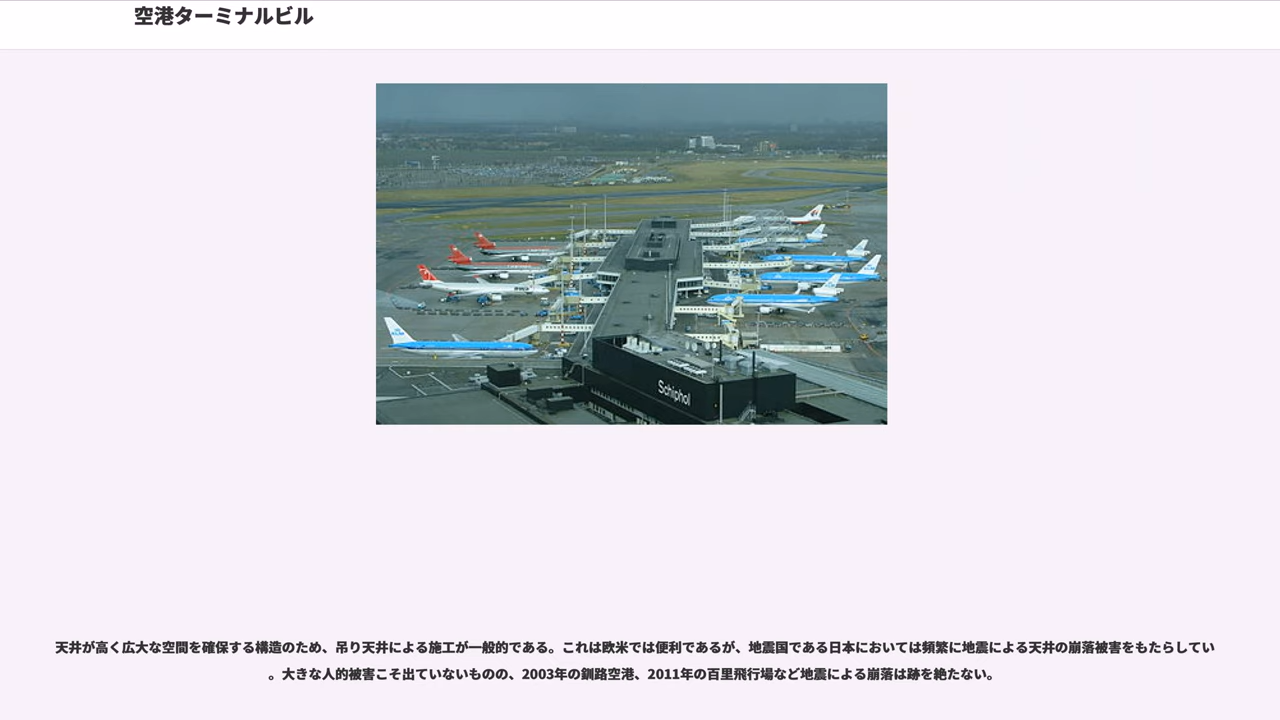 空港ターミナルビル
Schiphol
天井が高く広大な空間を確保する構造のため、吊り天井による施工が一般的である。これは欧米では便利であるが、地震国である日本においては頻繁に地震による天井の崩落被害をもたらしてい
。大きな人的被害こそ出ていないものの、2003年の釧路空港、2011年の百里飛行場など地震による崩落は跡を絶たない。